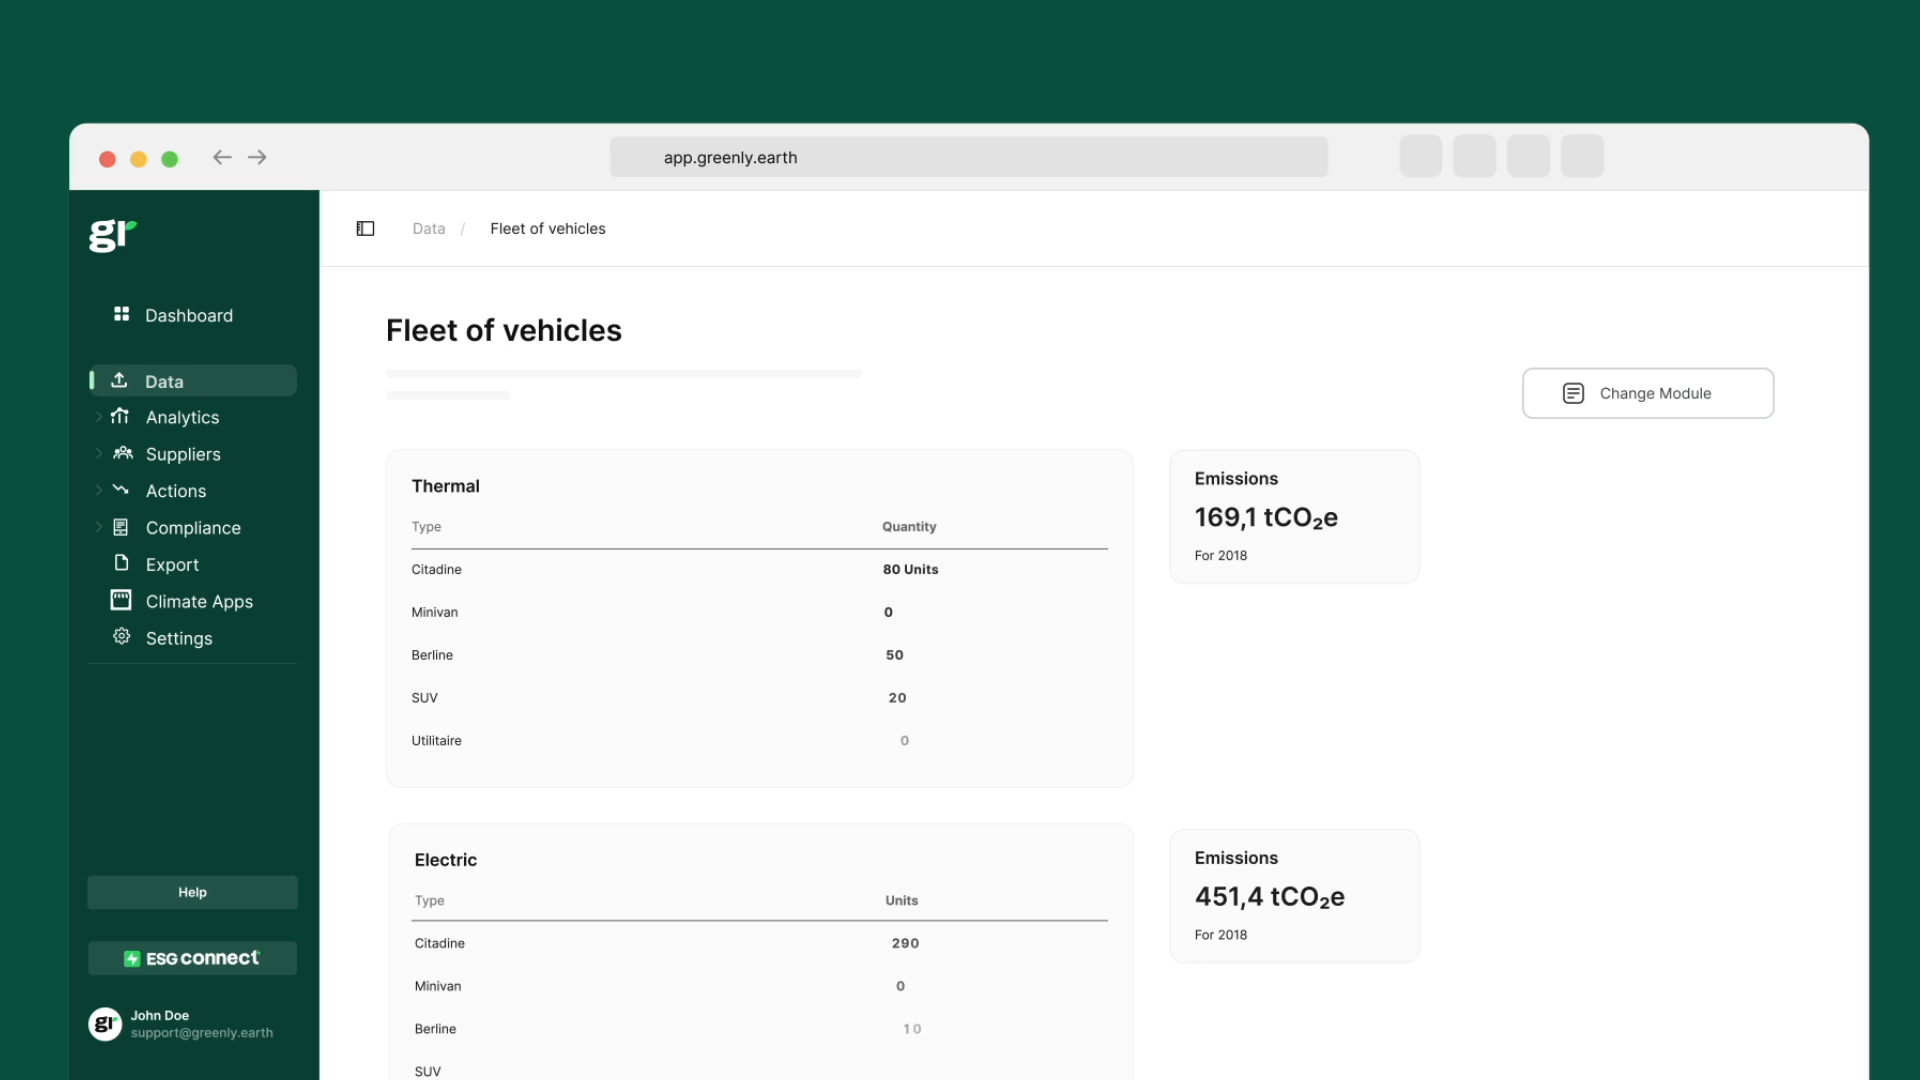 app.greenly.earth
gr
Data / Fleet of vehicles
Dashboard
Data
Analytics
Suppliers
Actions
Compliance
Export
Climate Apps
Settings
Help
ESG connect
gr
John Doe
support@greenly.earth
Fleet of vehicles
Change Module
Thermal
Type Quantity
Citadine 80 Units
Minivan 0
Berline 50
SUV 20
Utilitaire 0
Emissions
169,1 tCO₂e
For 2018
Electric
Type Units
Citadine 290
Minivan 0
Berline 10
SUV
Emissions
451,4 tCO₂e
For 2018